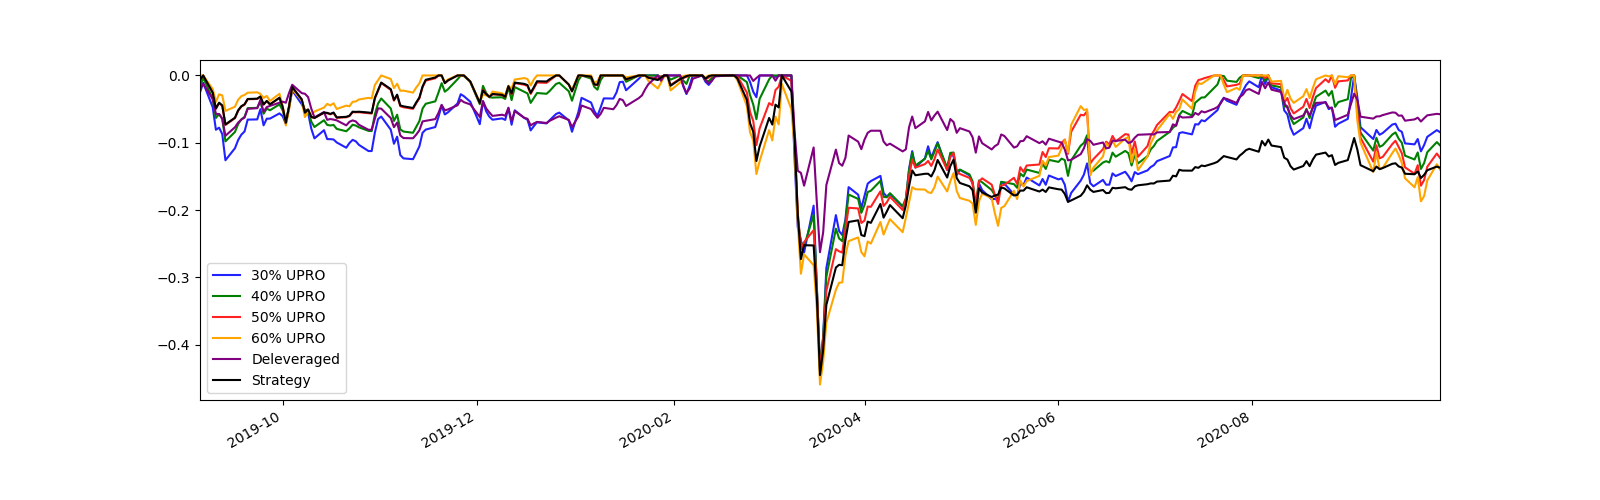 0.0
−0.1
−0.2
−0.3
−0.4
30% UPRO
40% UPRO
50% UPRO
60% UPRO
Deleveraged
Strategy
2019-10
2019-12
2020-02
2020-04
2020-06
2020-08